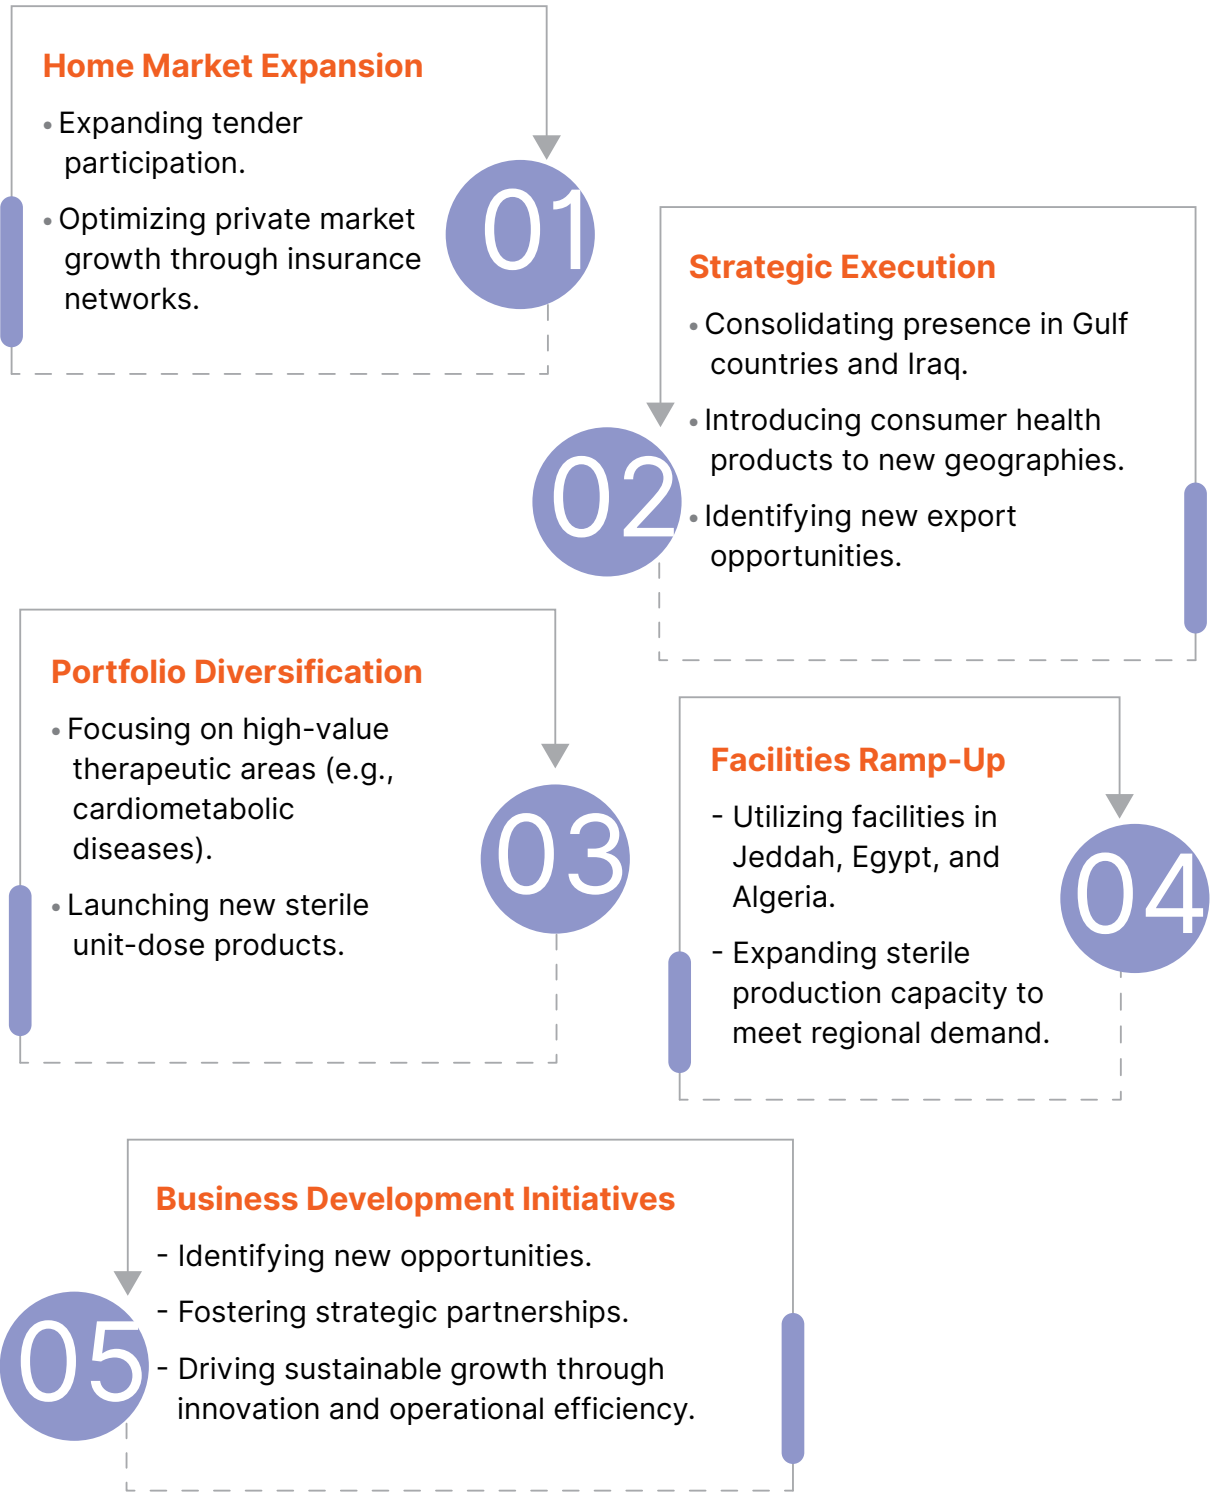 Home Market Expansion
• Expanding tender
participation.
• Optimizing private market
growth through insurance
networks.
01
Strategic Execution
• Consolidating presence in Gulf
countries and Iraq.
• Introducing consumer health
products to new geographies.
• Identifying new export
opportunities.
02
Portfolio Diversification
• Focusing on high-value
therapeutic areas (e.g.,
cardiometabolic
diseases).
• Launching new sterile
unit-dose products.
03
Facilities Ramp-Up
- Utilizing facilities in
Jeddah, Egypt, and
Algeria.
- Expanding sterile
production capacity to
meet regional demand.
04
Business Development Initiatives
- Identifying new opportunities.
- Fostering strategic partnerships.
- Driving sustainable growth through
innovation and operational efficiency.
05